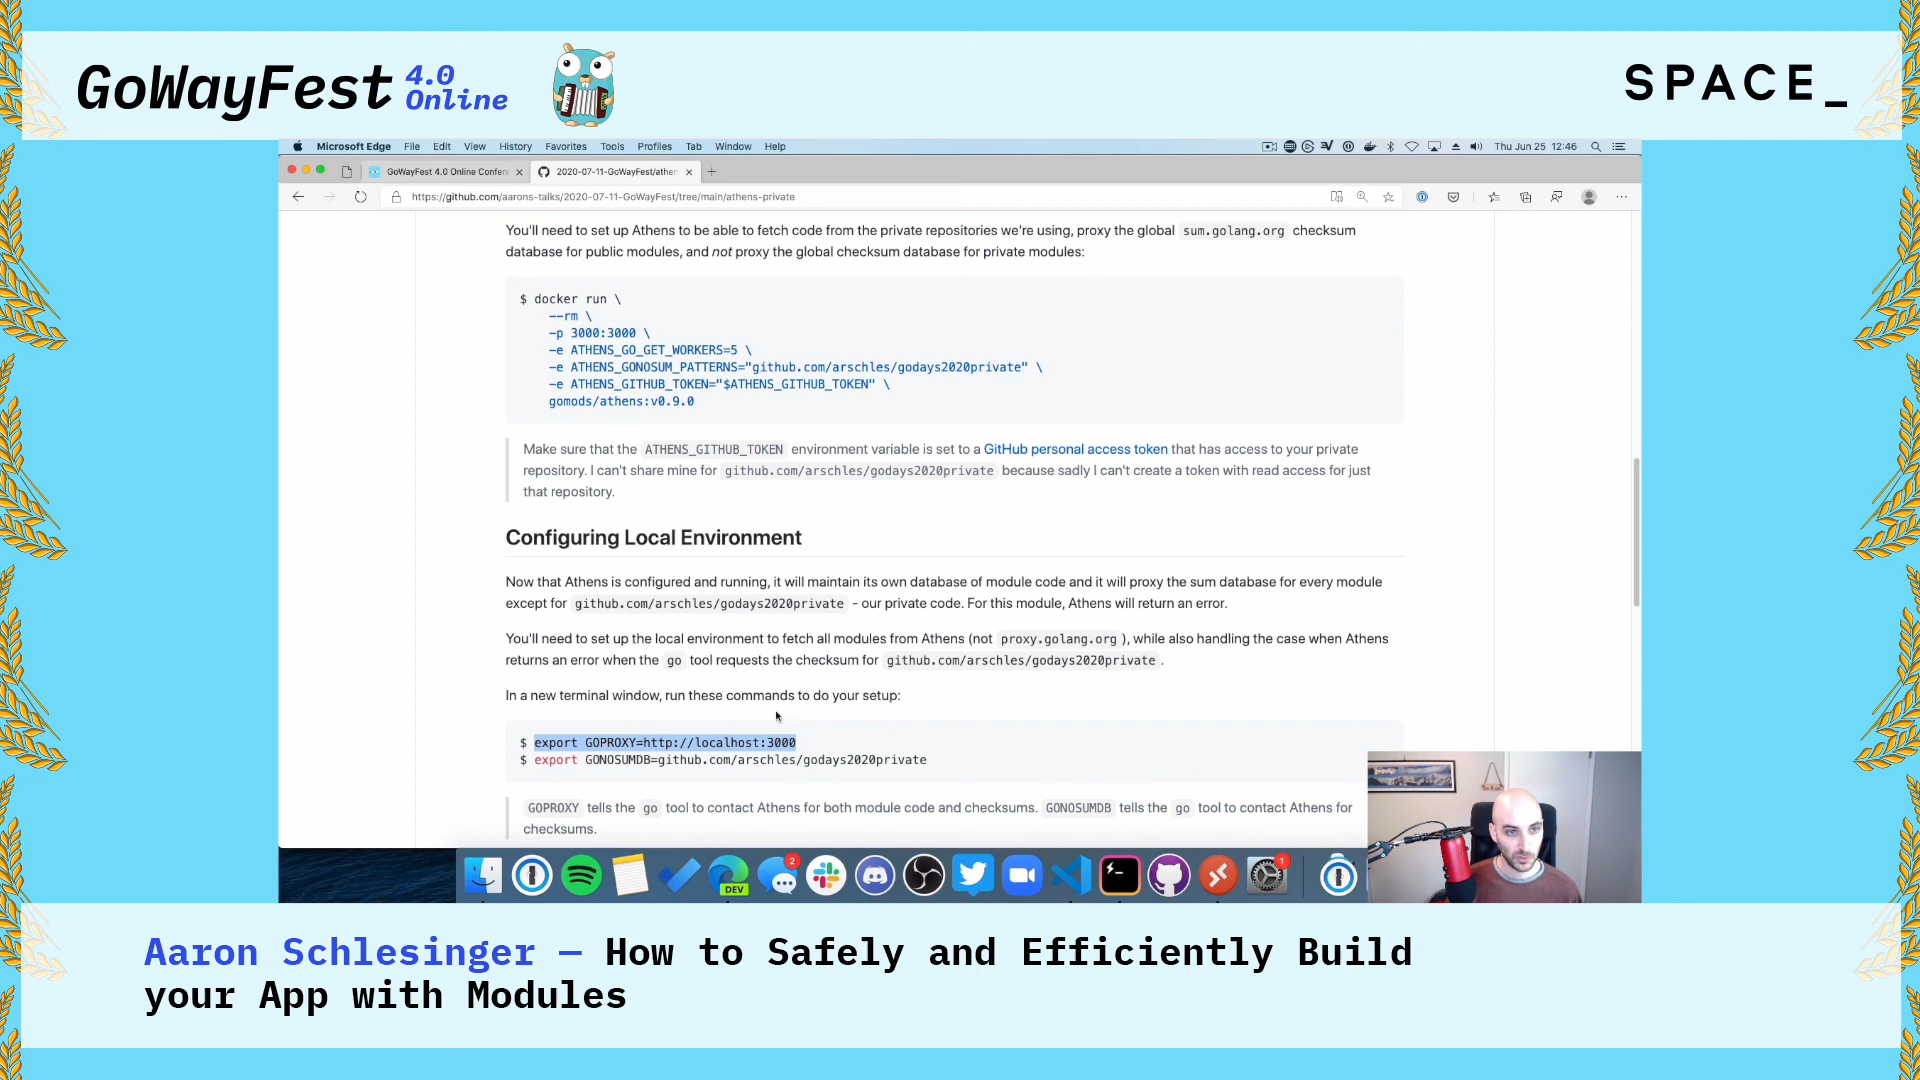 GoWayFest 4.0 Online
SPACE_
Microsoft Edge File Edit View History Favorites Tools Profiles Tab Window Help Thu Jun 25 12:46
GoWayFest 4.0 Online Confere 2020-07-11-GoWayFest/athen
https://github.com/aarons-talks/2020-07-11-GoWayFest/tree/main/athens-private
You'll need to set up Athens to be able to fetch code from the private repositories we're using, proxy the global sum.golang.org checksum
database for public modules, and not proxy the global checksum database for private modules:
$ docker run \
--rm \
-p 3000:3000 \
-e ATHENS_GO_GET_WORKERS=5 \
-e ATHENS_GONOSUM_PATTERNS="github.com/arschles/godays2020private" \
-e ATHENS_GITHUB_TOKEN="$ATHENS_GITHUB_TOKEN" \
gomods/athens:v0.9.0
Make sure that the ATHENS_GITHUB_TOKEN environment variable is set to a GitHub personal access token that has access to your private
repository. I can't share mine for github.com/arschles/godays2020private because sadly I can't create a token with read access for just
that repository.
Configuring Local Environment
Now that Athens is configured and running, it will maintain its own database of module code and it will proxy the sum database for every module
except for github.com/arschles/godays2020private - our private code. For this module, Athens will return an error.
You'll need to set up the local environment to fetch all modules from Athens (not proxy.golang.org ), while also handling the case when Athens
returns an error when the go tool requests the checksum for github.com/arschles/godays2020private .
In a new terminal window, run these commands to do your setup:
$ export GOPROXY=http://localhost:3000
$ export GONOSUMDB=github.com/arschles/godays2020private
GOPROXY tells the go tool to contact Athens for both module code and checksums. GONOSUMDB tells the go tool to contact Athens for
checksums.
DEV
2
1
Aaron Schlesinger — How to Safely and Efficiently Build
your App with Modules